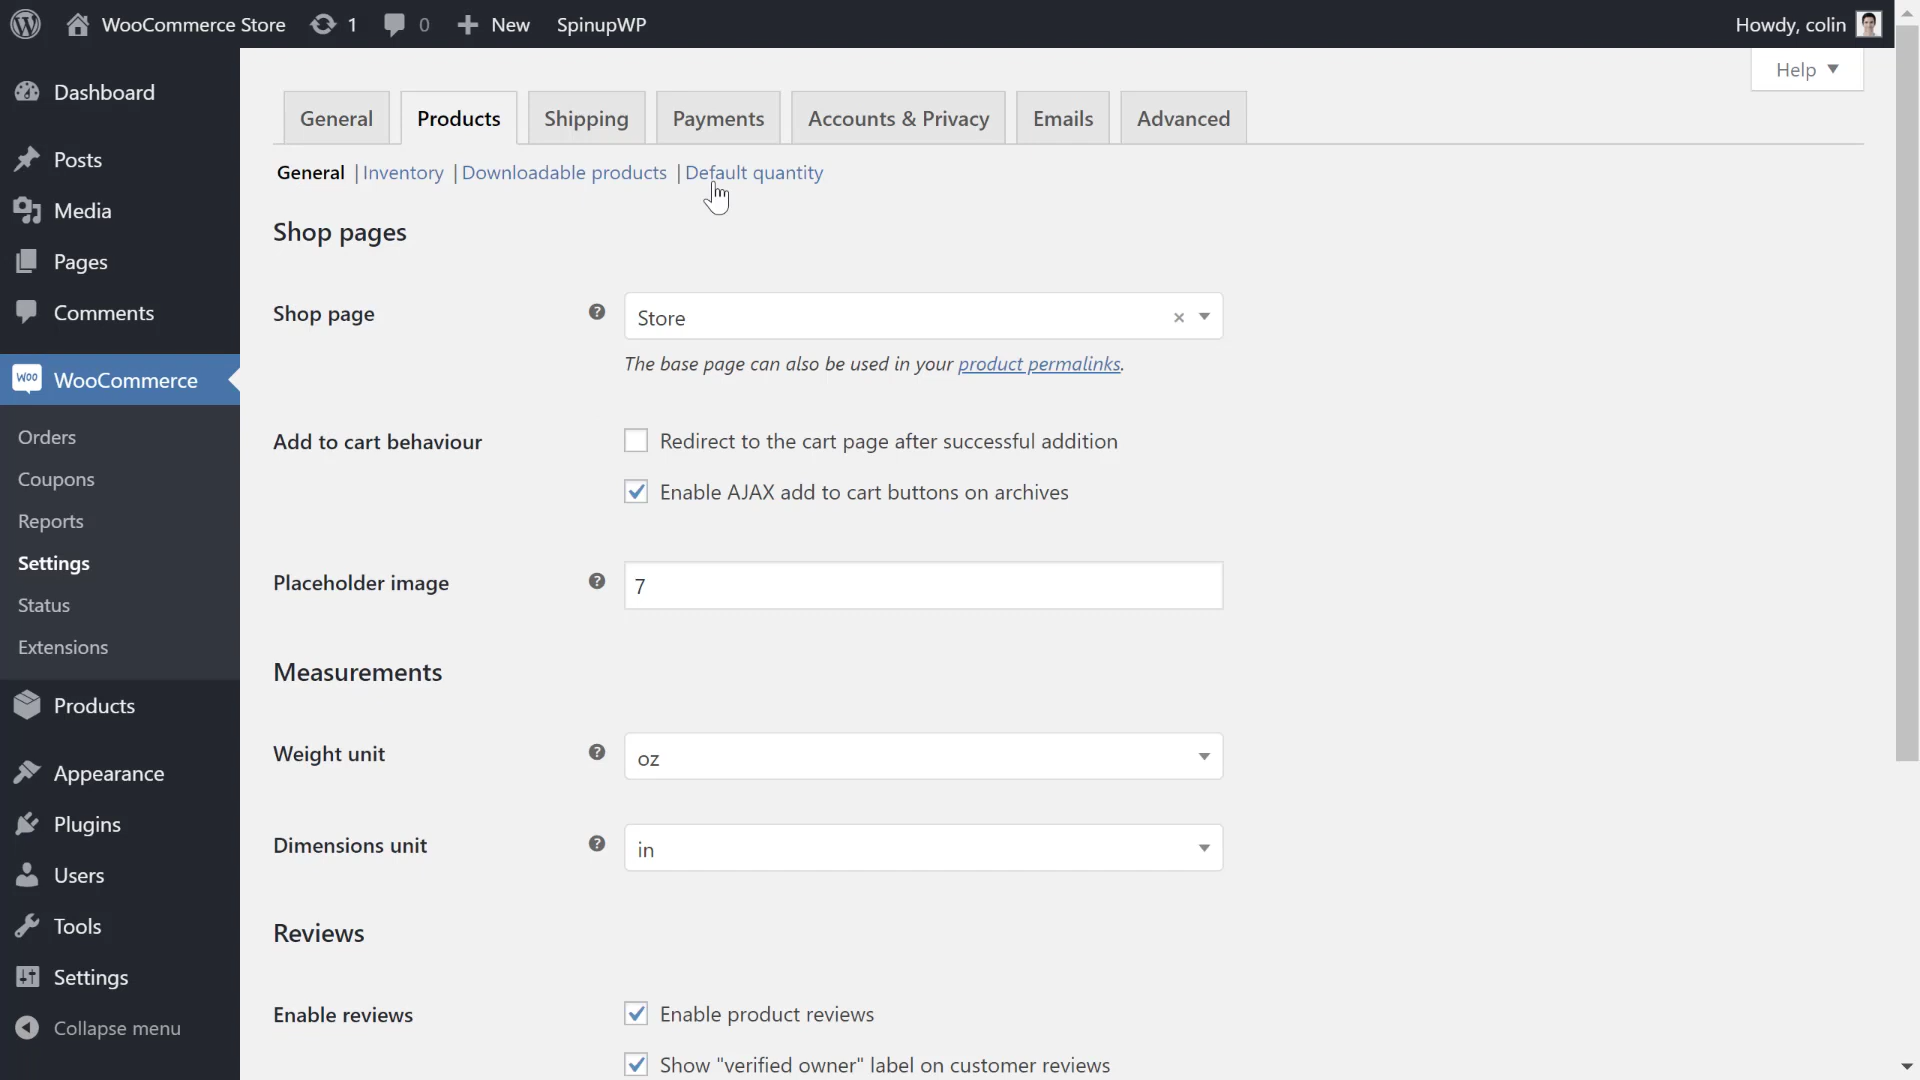 WooCommerce Store 1 0 New SpinupWP Howdy, colin
Help
Dashboard
Posts
Media
Pages
Comments
WOO WooCommerce
Orders
Coupons
Reports
Settings
Status
Extensions
Products
Appearance
Plugins
Users
Tools
Settings
Collapse menu
General Products Shipping Payments Accounts & Privacy Emails Advanced
General | Inventory | Downloadable products | Default quantity
Shop pages
Shop page ? Store ×
The base page can also be used in your product permalinks.
Add to cart behaviour Redirect to the cart page after successful addition
Enable AJAX add to cart buttons on archives
Placeholder image ? 7
Measurements
Weight unit ? oz
Dimensions unit ? in
Reviews
Enable reviews Enable product reviews
Show "verified owner" label on customer reviews